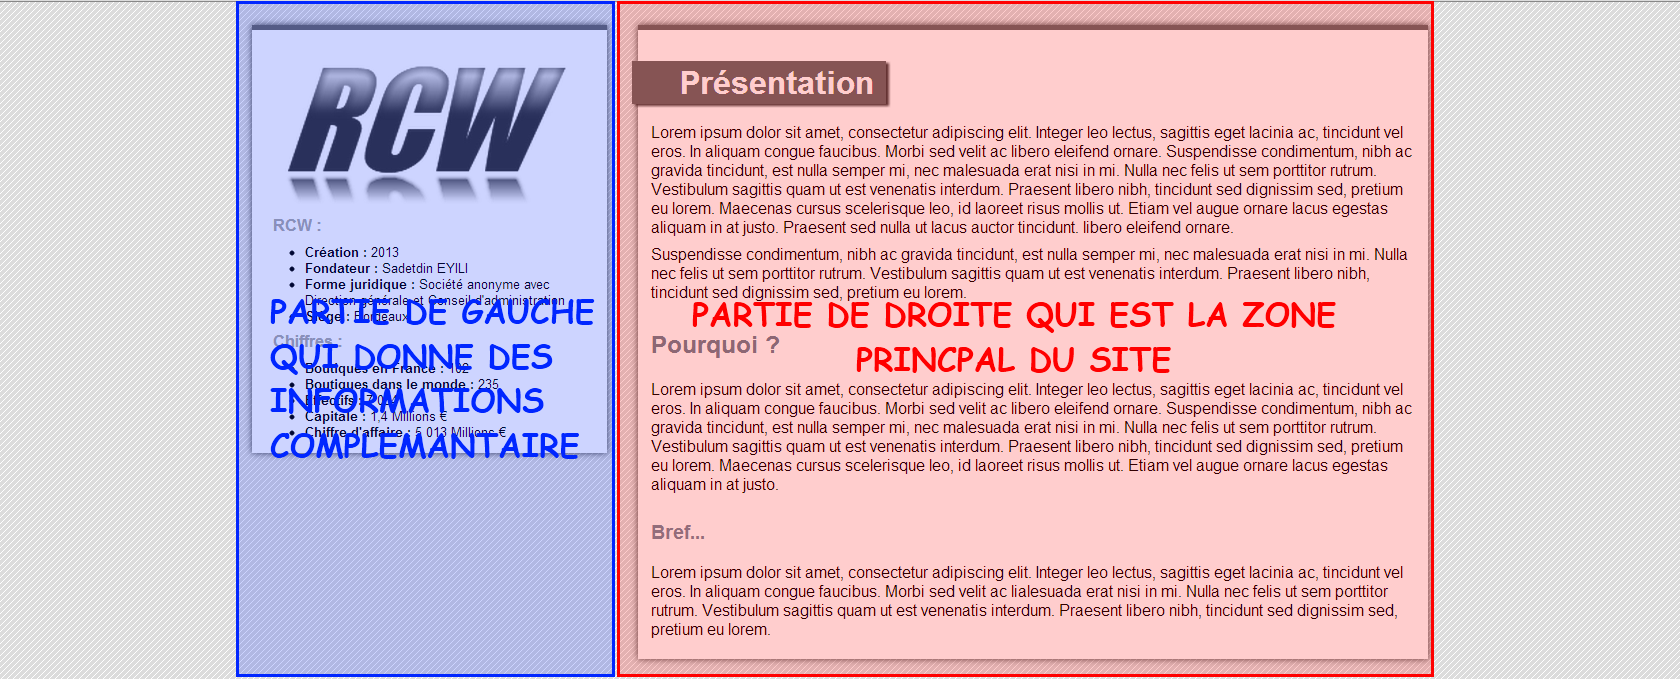 RCW
RCW :
Création : 2013
Fondateur : Sadetdin EYILI
Forme juridique : Société anonyme avec
Direction générale et Conseil d'administration
Siège : Bordeaux
Chiffres :
Boutiques en France : 102
Boutiques dans le monde : 235
Effectifs :
Capitale : 1,4 Millions €
Chiffre d'affaire : 5 013 Millions €
PARTIE DE GAUCHE
QUI DONNE DES
INFORMATIONS
COMPLEMANTAIRE
Présentation
Lorem ipsum dolor sit amet, consectetur adipiscing elit. Integer leo lectus, sagittis eget lacinia ac, tincidunt vel
eros. In aliquam congue faucibus. Morbi sed velit ac libero eleifend ornare. Suspendisse condimentum, nibh ac
gravida tincidunt, est nulla semper mi, nec malesuada erat nisi in mi. Nulla nec felis ut sem porttitor rutrum.
Vestibulum sagittis quam ut est venenatis interdum. Praesent libero nibh, tincidunt sed dignissim sed, pretium
eu lorem. Maecenas cursus scelerisque leo, id laoreet risus mollis ut. Etiam vel augue ornare lacus egestas
aliquam in at justo. Praesent sed nulla ut lacus auctor tincidunt. libero eleifend ornare.
Suspendisse condimentum, nibh ac gravida tincidunt, est nulla semper mi, nec malesuada erat nisi in mi. Nulla
nec felis ut sem porttitor rutrum. Vestibulum sagittis quam ut est venenatis interdum. Praesent libero nibh,
tincidunt sed dignissim sed, pretium eu lorem.
PARTIE DE DROITE QUI EST LA ZONE
PRINCPAL DU SITE
Pourquoi ?
Lorem ipsum dolor sit amet, consectetur adipiscing elit. Integer leo lectus, sagittis eget lacinia ac, tincidunt vel
eros. In aliquam congue faucibus. Morbi sed velit ac libero eleifend ornare. Suspendisse condimentum, nibh ac
gravida tincidunt, est nulla semper mi, nec malesuada erat nisi in mi. Nulla nec felis ut sem porttitor rutrum.
Vestibulum sagittis quam ut est venenatis interdum. Praesent libero nibh, tincidunt sed dignissim sed, pretium
eu lorem. Maecenas cursus scelerisque leo, id laoreet risus mollis ut. Etiam vel augue ornare lacus egestas
aliquam in at justo.
Bref...
Lorem ipsum dolor sit amet, consectetur adipiscing elit. Integer leo lectus, sagittis eget lacinia ac, tincidunt vel
eros. In aliquam congue faucibus. Morbi sed velit ac lialesuada erat nisi in mi. Nulla nec felis ut sem porttitor
rutrum. Vestibulum sagittis quam ut est venenatis interdum. Praesent libero nibh, tincidunt sed dignissim sed,
pretium eu lorem.